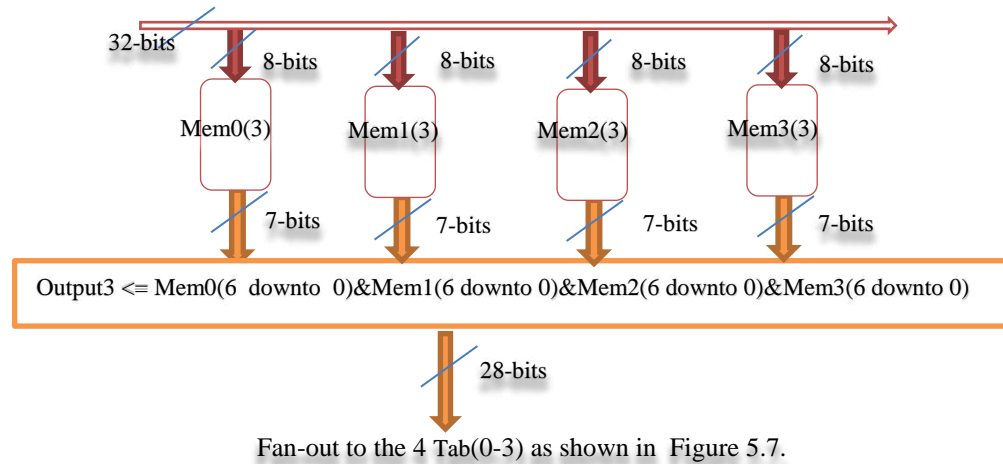 32-bits
8-bits 8-bits 8-bits 8-bits
Mem0(3) Mem1(3) Mem2(3) Mem3(3)
7-bits 7-bits 7-bits 7-bits
Output3 <= Mem0(6 downto 0)&Mem1(6 downto 0)&Mem2(6 downto 0)&Mem3(6 downto 0)
28-bits
Fan-out to the 4 Tab(0-3) as shown in Figure 5.7.